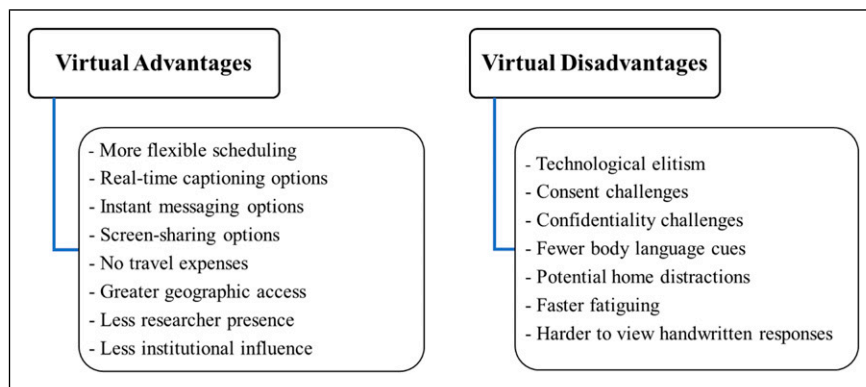 Virtual Advantages
- More flexible scheduling
- Real-time captioning options
- Instant messaging options
- Screen-sharing options
- No travel expenses
- Greater geographic access
- Less researcher presence
- Less institutional influence
Virtual Disadvantages
- Technological elitism
- Consent challenges
- Confidentiality challenges
- Fewer body language cues
- Potential home distractions
- Faster fatiguing
- Harder to view handwritten responses